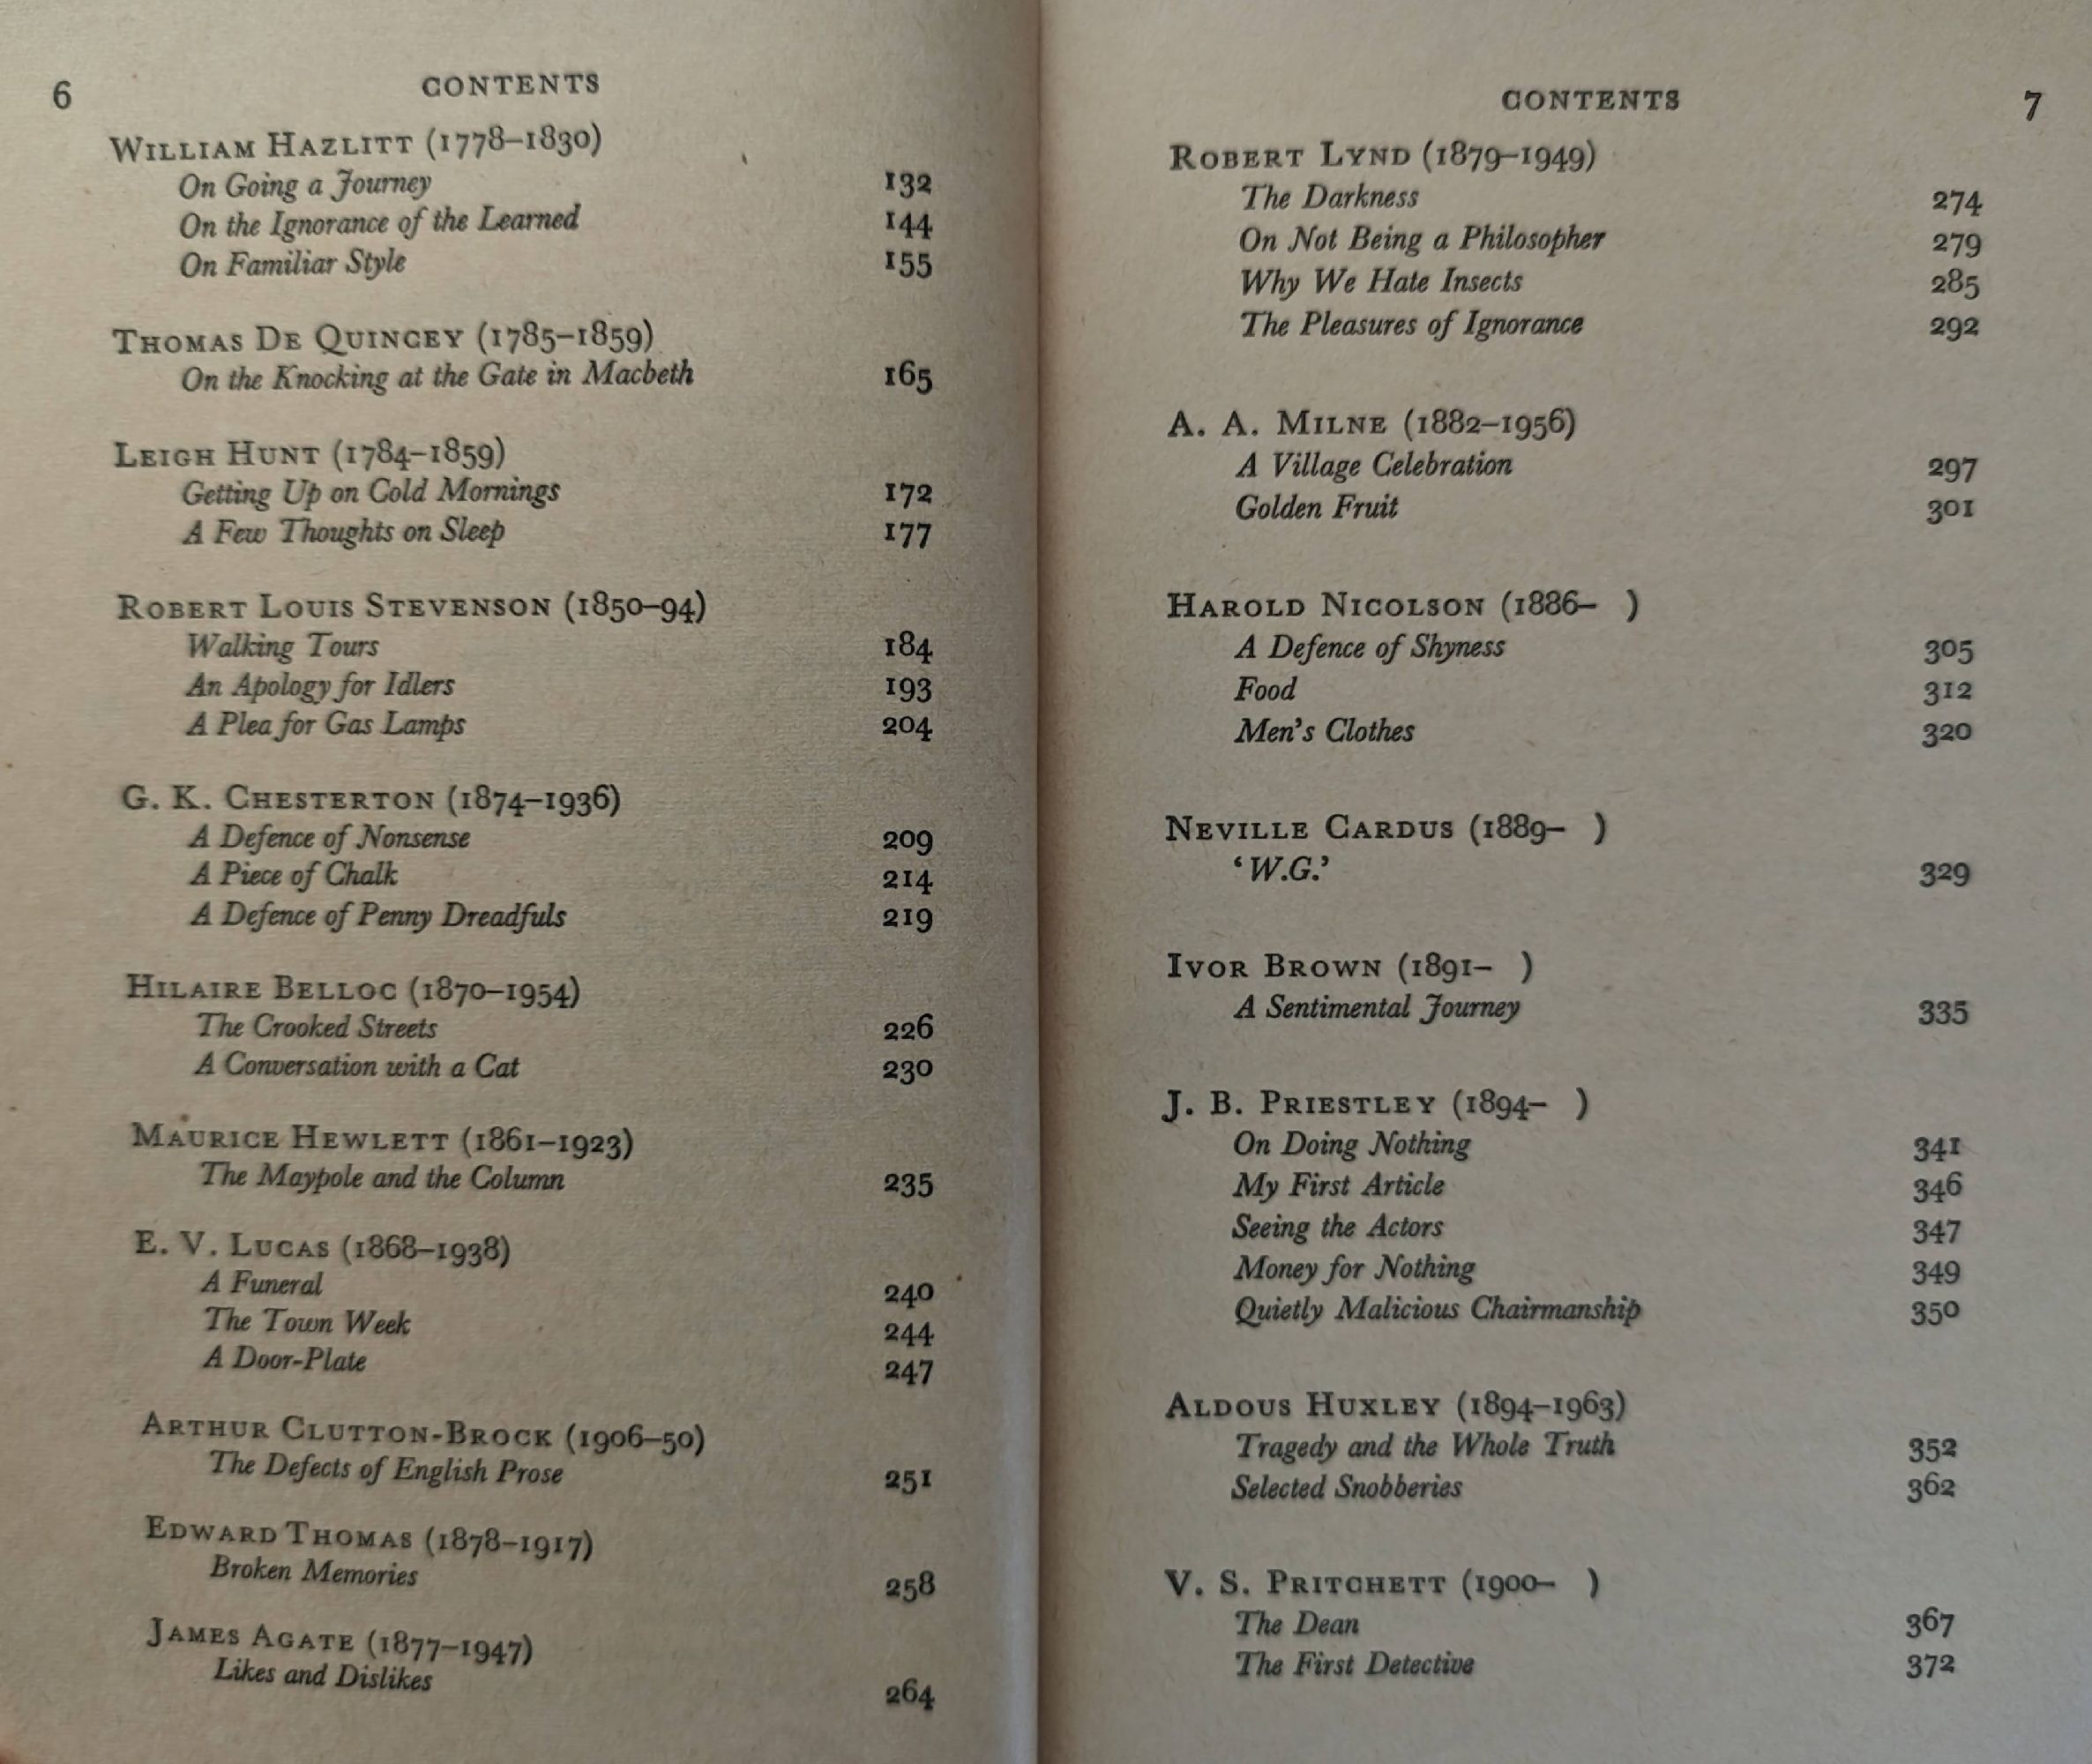 6
CONTENTS
WILLIAM HAZLITT (1778–1830)
On Going a Journey 132
On the Ignorance of the Learned 144
On Familiar Style 155
THOMAS DE QUINCEY (1785–1859)
On the Knocking at the Gate in Macbeth 165
LEIGH HUNT (1784–1859)
Getting Up on Cold Mornings 172
A Few Thoughts on Sleep 177
ROBERT LOUIS STEVENSON (1850–94)
Walking Tours 184
An Apology for Idlers 193
A Plea for Gas Lamps 204
G. K. CHESTERTON (1874–1936)
A Defence of Nonsense 209
A Piece of Chalk 214
A Defence of Penny Dreadfuls 219
HILAIRE BELLOC (1870–1954)
The Crooked Streets 226
A Conversation with a Cat 230
MAURICE HEWLETT (1861–1923)
The Maypole and the Column 235
E. V. LUCAS (1868–1938)
A Funeral 240
The Town Week 244
A Door-Plate 247
ARTHUR CLUTTON-BROCK (1906–50)
The Defects of English Prose 251
EDWARD THOMAS (1878–1917)
Broken Memories 258
JAMES AGATE (1877–1947)
Likes and Dislikes 264
CONTENTS
7
ROBERT LYND (1879–1949)
The Darkness 274
On Not Being a Philosopher 279
Why We Hate Insects 285
The Pleasures of Ignorance 292
A. A. MILNE (1882–1956)
A Village Celebration 297
Golden Fruit 301
HAROLD NICOLSON (1886– )
A Defence of Shyness 305
Food 312
Men's Clothes 320
NEVILLE CARDUS (1889– )
'W.G.' 329
IVOR BROWN (1891– )
A Sentimental Journey 335
J. B. PRIESTLEY (1894– )
On Doing Nothing 341
My First Article 346
Seeing the Actors 347
Money for Nothing 349
Quietly Malicious Chairmanship 350
ALDOUS HUXLEY (1894–1963)
Tragedy and the Whole Truth 352
Selected Snobberies 362
V. S. PRITCHETT (1900– )
The Dean 367
The First Detective 372